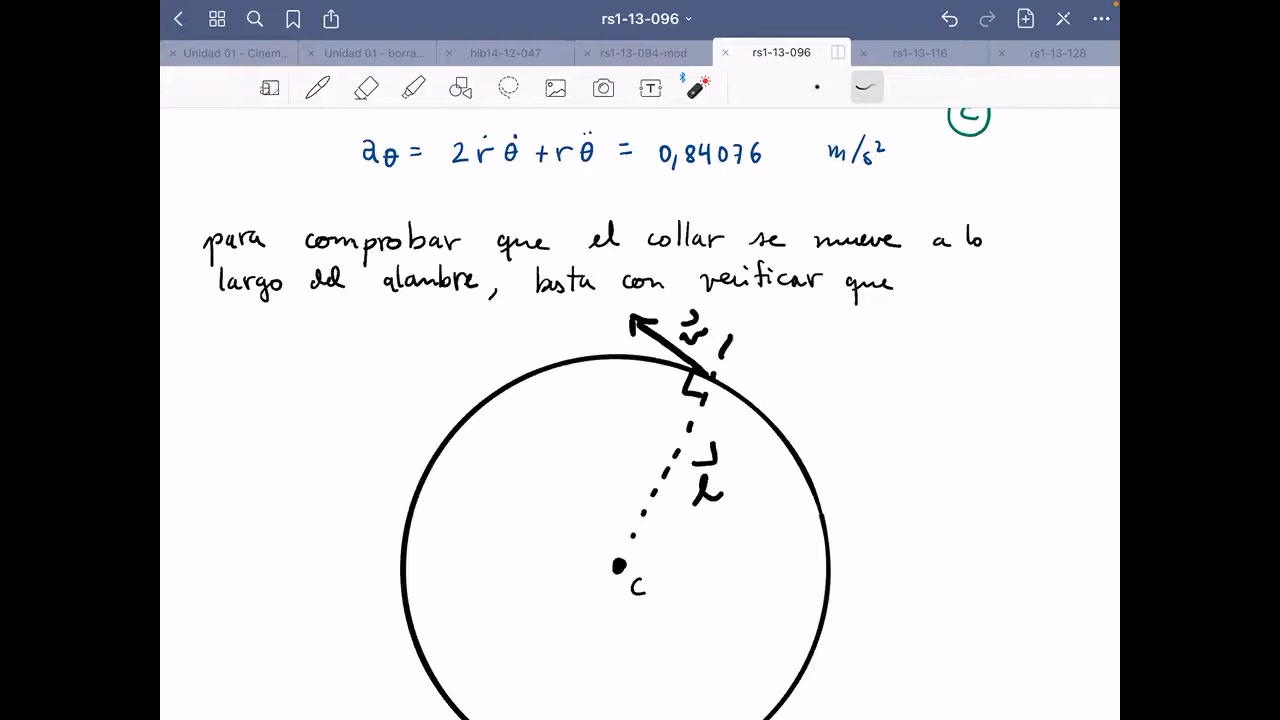 rs1-13-096
Unidad 01 - Cinem...
Unidad 01 - borra...
hib14-12-047
rs1-13-094-mod
rs1-13-096
rs1-13-116
rs1-13-128
T
aθ = 2ṙ θ̇ + r θ̈ = 0,84076 m/s²
para comprobar que el collar se mueve a lo
largo del alambre, basta con verificar que
C